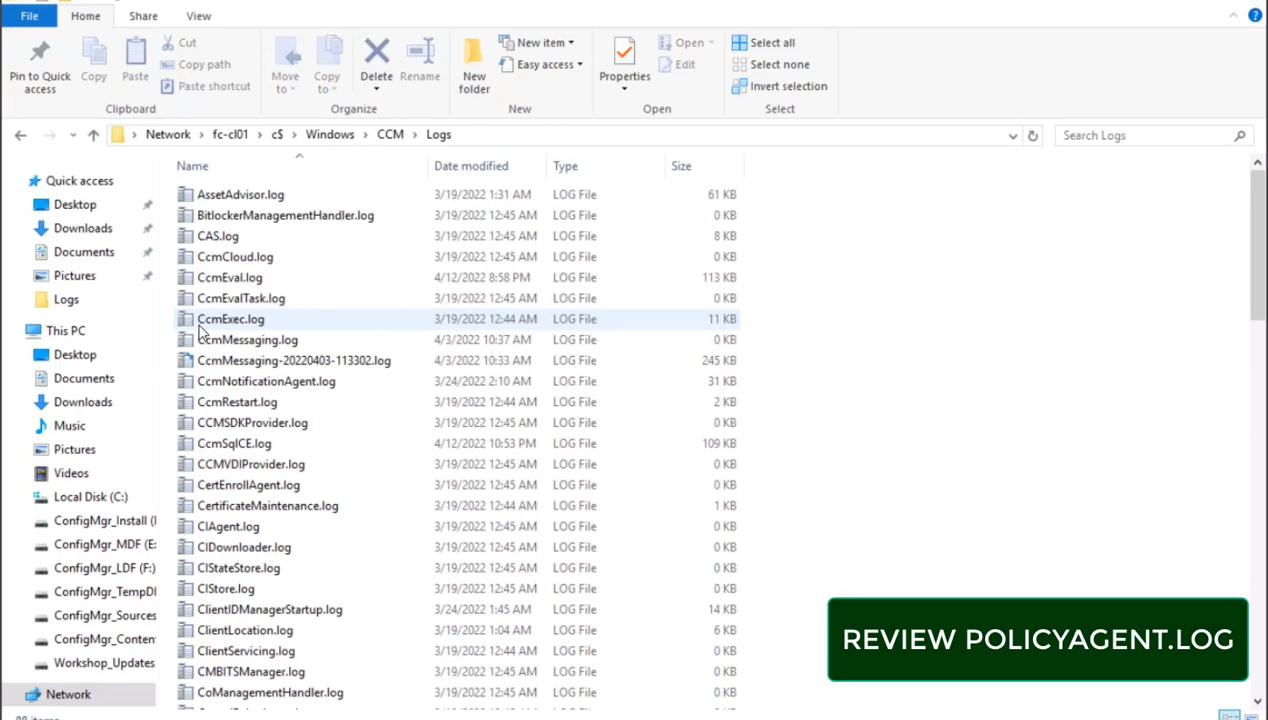 File Home Share View
Pin to Quick access
Copy
Paste
Cut
Copy path
Paste shortcut
Clipboard
Move to
Copy to
Delete
Rename
Organize
New folder
New item
Easy access
New
Properties
Open
Edit
Open
Select all
Select none
Invert selection
Select
Network > fc-cl01 > c$ > Windows > CCM > Logs
Search Logs
Quick access
Desktop
Downloads
Documents
Pictures
Logs
This PC
Desktop
Documents
Downloads
Music
Pictures
Videos
Local Disk (C:)
ConfigMgr_Install (
ConfigMgr_MDF (E:
ConfigMgr_LDF (F:)
ConfigMgr_TempD
ConfigMgr_Sources
ConfigMgr_Conten
Workshop_Updates
Network
Name Date modified Type Size
AssetAdvisor.log 3/19/2022 1:31 AM LOG File 61 KB
BitlockerManagementHandler.log 3/19/2022 12:45 AM LOG File 0 KB
CAS.log 3/19/2022 12:45 AM LOG File 8 KB
CcmCloud.log 3/19/2022 12:45 AM LOG File 0 KB
CcmEval.log 4/12/2022 8:58 PM LOG File 113 KB
CcmEvalTask.log 3/19/2022 12:45 AM LOG File 0 KB
CcmExec.log 3/19/2022 12:44 AM LOG File 11 KB
CcmMessaging.log 4/3/2022 10:37 AM LOG File 0 KB
CcmMessaging-20220403-113302.log 4/3/2022 10:33 AM LOG File 245 KB
CcmNotificationAgent.log 3/24/2022 2:10 AM LOG File 31 KB
CcmRestart.log 3/19/2022 12:44 AM LOG File 2 KB
CCMSDKProvider.log 3/19/2022 12:45 AM LOG File 0 KB
CcmSqlCE.log 4/12/2022 10:53 PM LOG File 109 KB
CCMVDIProvider.log 3/19/2022 12:45 AM LOG File 0 KB
CertEnrollAgent.log 3/19/2022 12:45 AM LOG File 0 KB
CertificateMaintenance.log 3/19/2022 12:44 AM LOG File 1 KB
CIAgent.log 3/19/2022 12:45 AM LOG File 0 KB
CIDownloader.log 3/19/2022 12:45 AM LOG File 0 KB
CIStateStore.log 3/19/2022 12:45 AM LOG File 0 KB
CIStore.log 3/19/2022 12:45 AM LOG File 0 KB
ClientIDManagerStartup.log 3/24/2022 1:45 AM LOG File 14 KB
ClientLocation.log 3/19/2022 1:04 AM LOG File 6 KB
ClientServicing.log 3/19/2022 12:44 AM LOG File 0 KB
CMBITSManager.log 3/19/2022 12:45 AM LOG File 0 KB
CoManagementHandler.log 3/19/2022 12:45 AM LOG File 0 KB
REVIEW POLICYAGENT.LOG